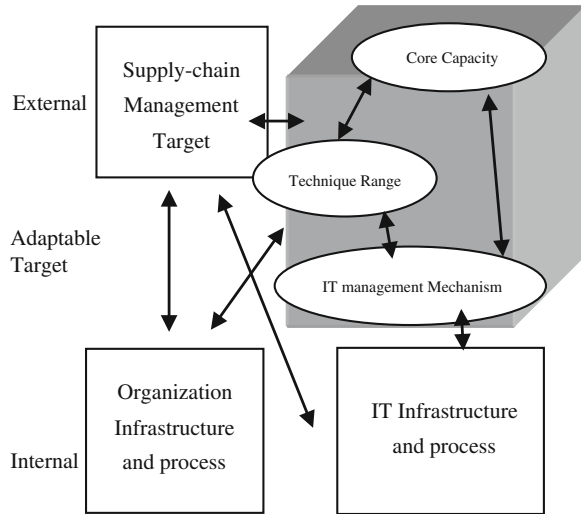 External
Supply-chain
Management
Target
Core Capacity
Technique Range
Adaptable
Target
IT management Mechanism
Internal
Organization
Infrastructure
and process
IT Infrastructure
and process